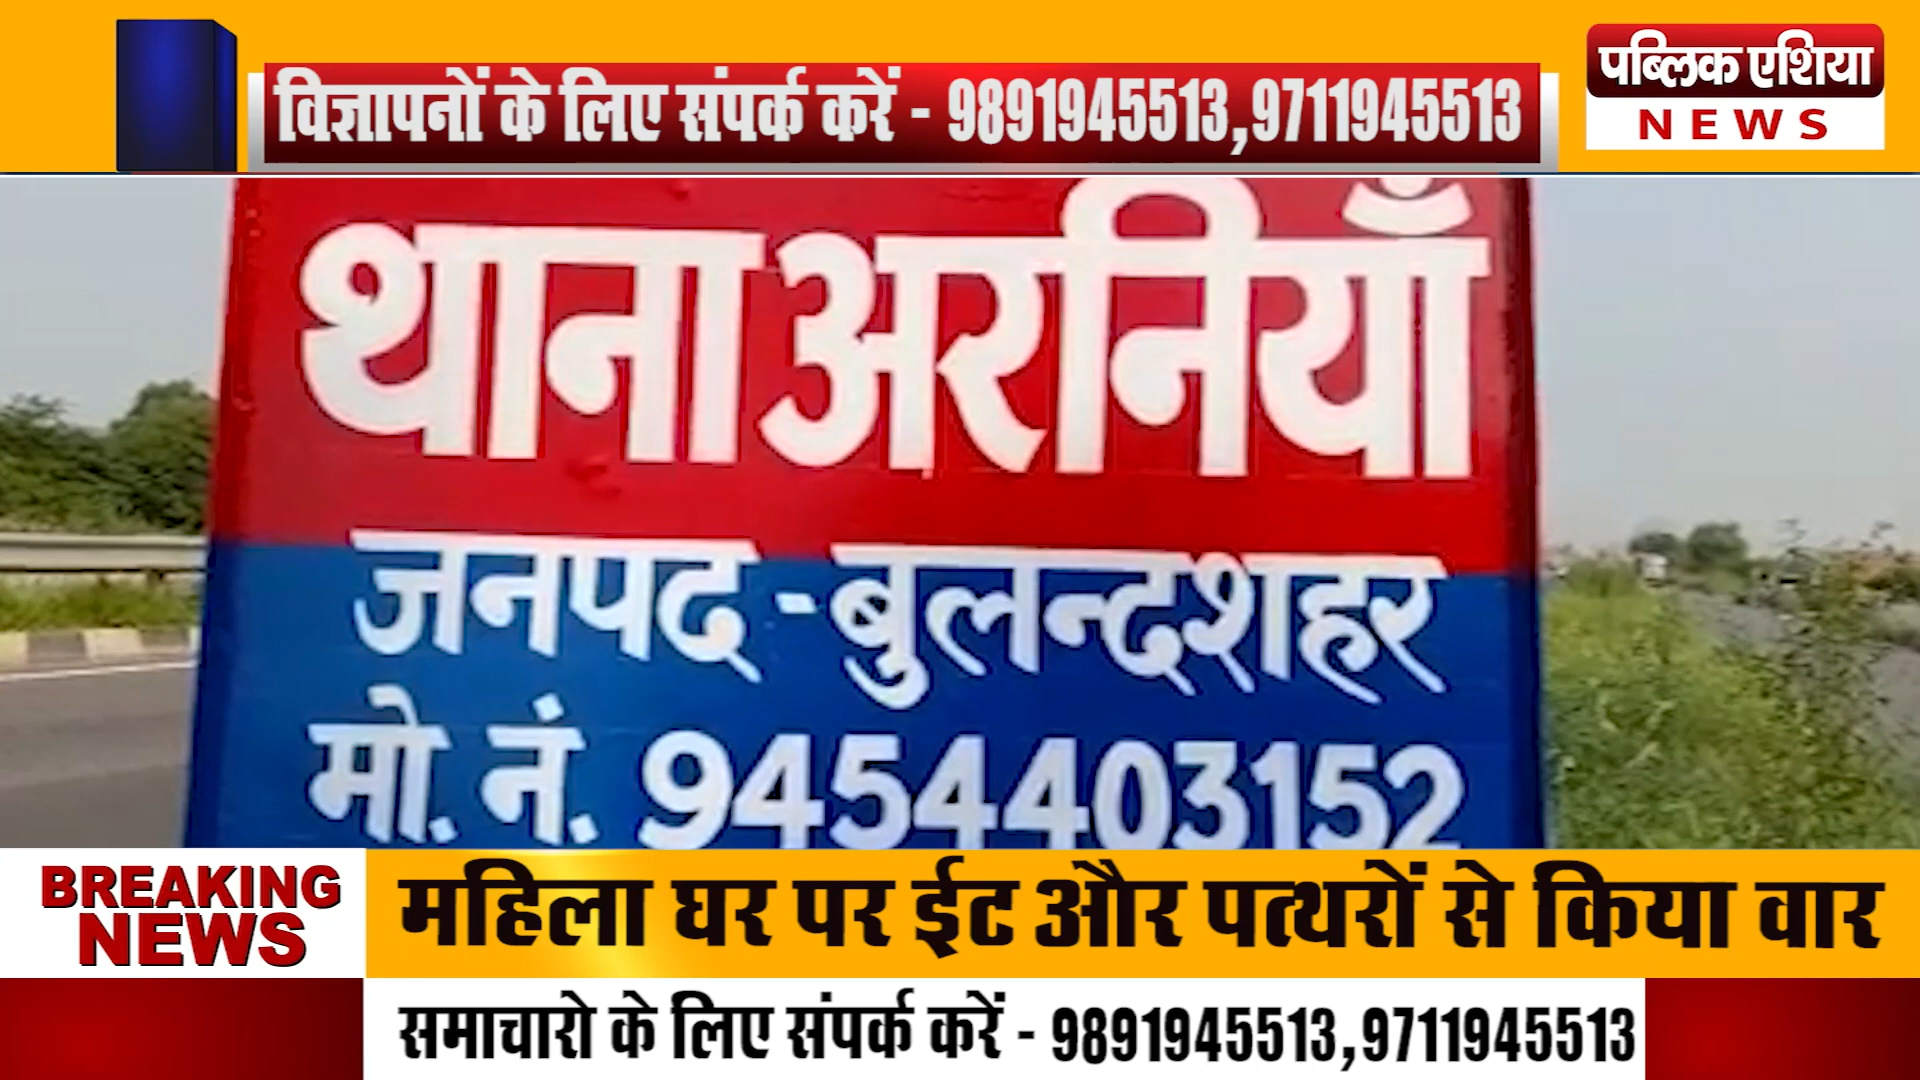 विज्ञापनों के लिए संपर्क करें - 9891945513,9711945513
पब्लिक एशिया
NEWS
थाना अरनियाँ
जनपद - बुलन्दशहर
मो. नं. 9454403152
BREAKING
NEWS
महिला घर पर ईट और पत्थरों से किया वार
समाचारो के लिए संपर्क करें - 9891945513,9711945513